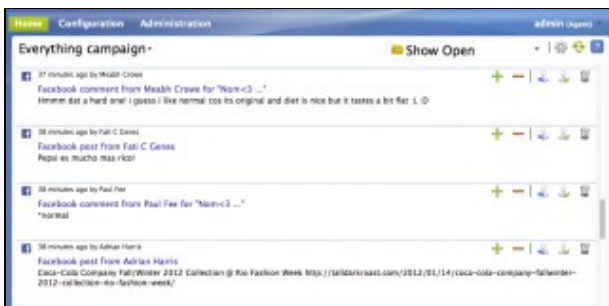 Home Configuration Administration admin (Agent)
Everything campaign Show Open
37 minutes ago by Meabh Crowe
Facebook comment from Meabh Crowe for "Nom<3 ..."
Hmmm dat a hard one! i guess i like normal cos its original and diet is nice but it tastes a bit flat :L :D
38 minutes ago by Fati C Genes
Facebook post from Fati C Genes
Pepsi es mucho mas rico!
38 minutes ago by Paul Fee
Facebook comment from Paul Fee for "Nom<3 ..."
*normal
38 minutes ago by Adrian Harris
Facebook post from Adrian Harris
Coca-Cola Company Fall/Winter 2012 Collection @ Rio Fashion Week http://talldarkroast.com/2012/01/14/coca-cola-company-fallwinter-
2012-collection-rio-fashion-week/